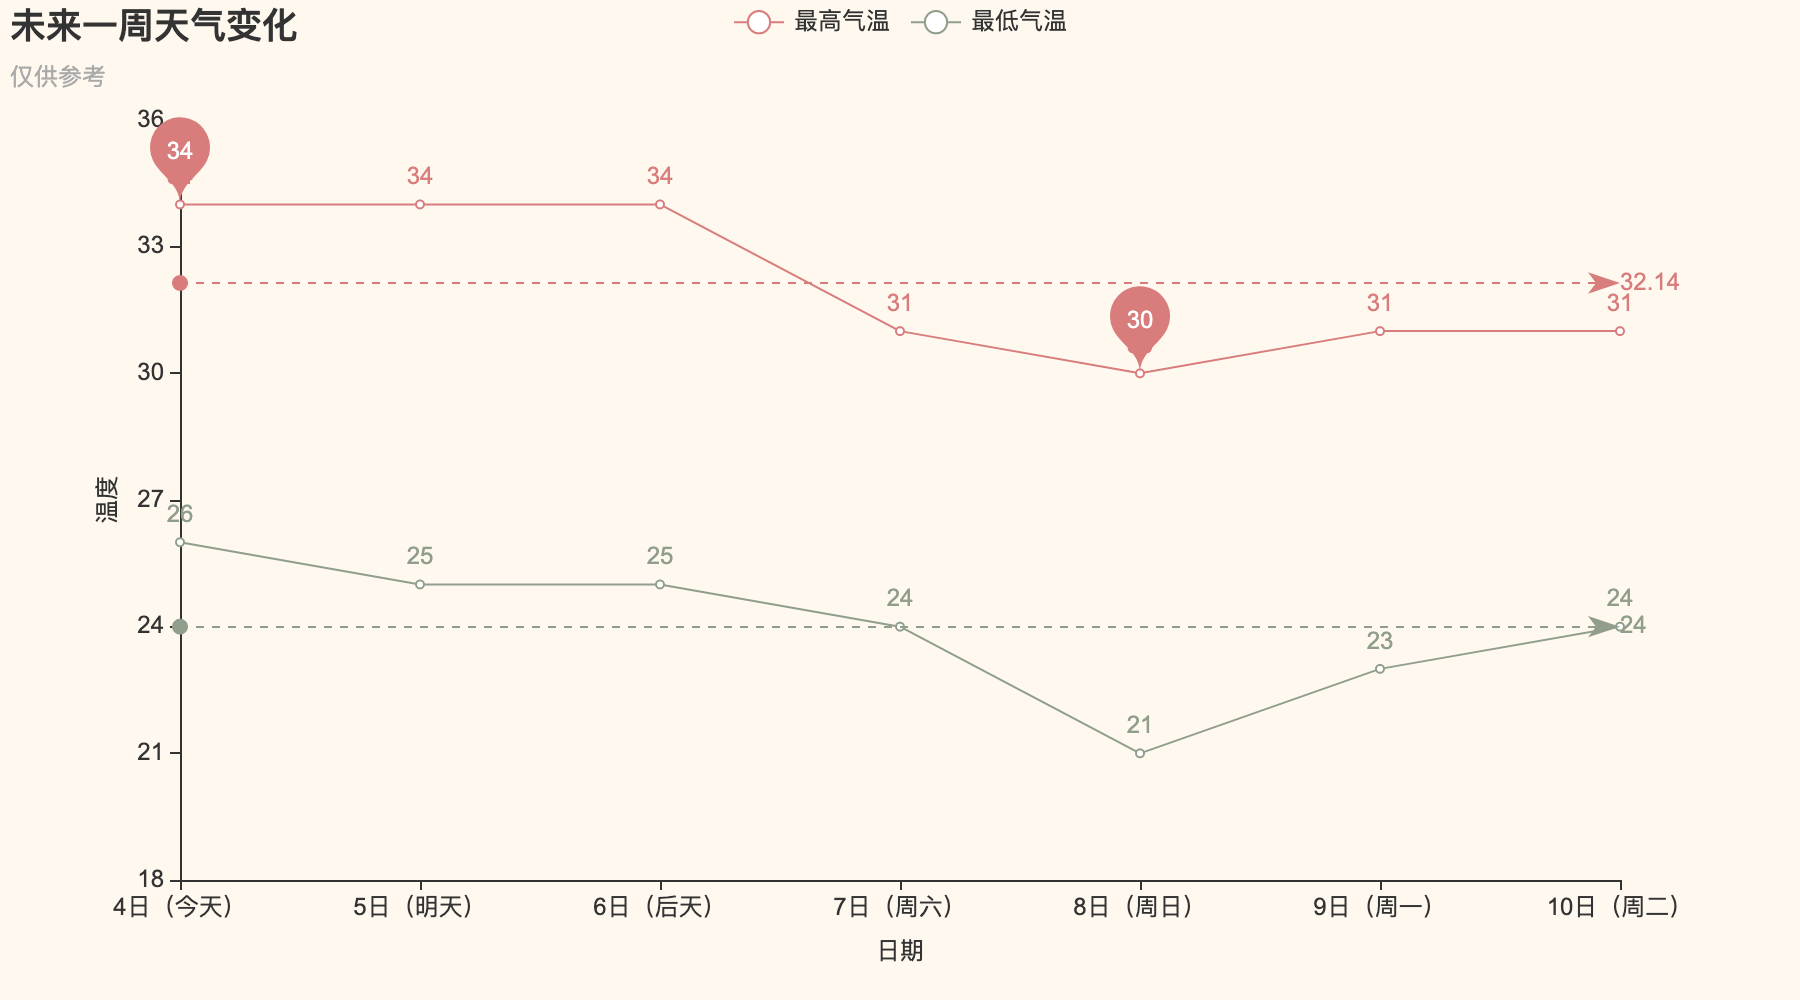 未来一周天气变化
仅供参考
最高气温
最低气温
36
33
30
27
24
21
18
温度
34
34
34
31
30
31
31
32.14
26
25
25
24
21
23
24
24
4日（今天）
5日（明天）
6日（后天）
7日（周六）
8日（周日）
9日（周一）
10日（周二）
日期